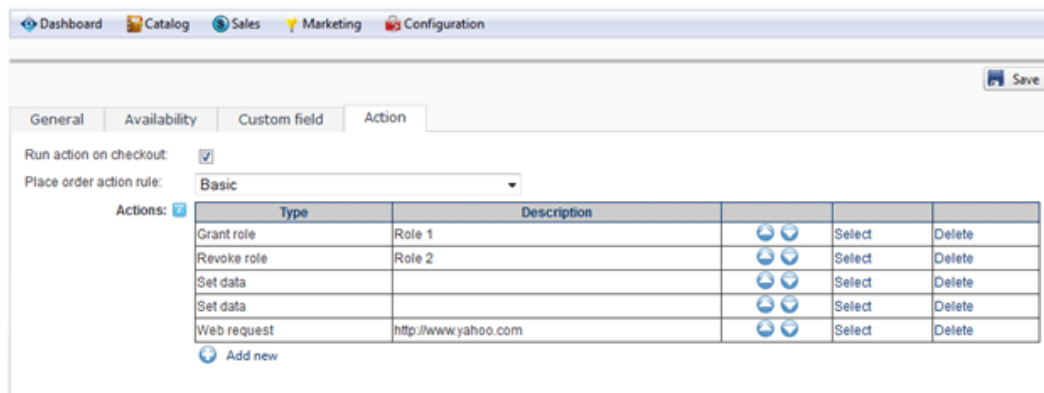 Dashboard Catalog Sales Marketing Configuration
Save
General Availability Custom field Action
Run action on checkout:
Place order action rule: Basic
Actions: ?
Type Description
Grant role Role 1 Select Delete
Revoke role Role 2 Select Delete
Set data Select Delete
Set data Select Delete
Web request http://www.yahoo.com Select Delete
Add new